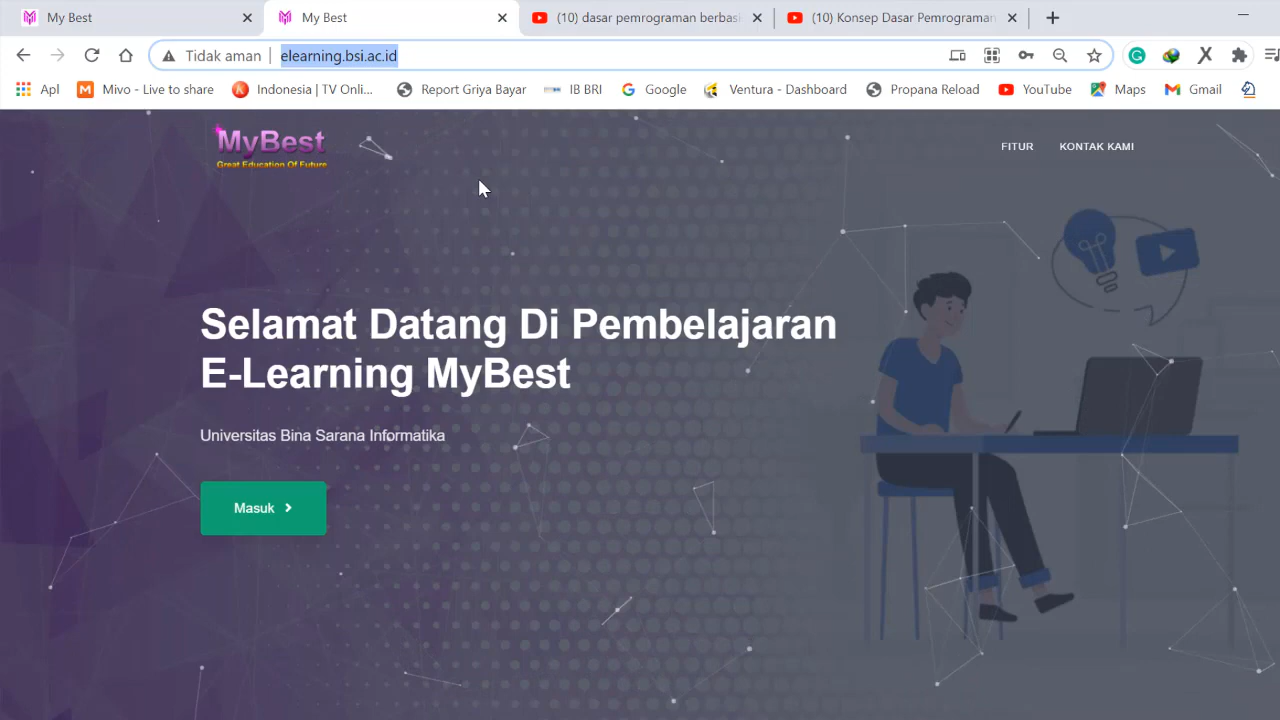 My Best
My Best
(10) dasar pemrograman berbasi
(10) Konsep Dasar Pemrograman
Tidak aman
elearning.bsi.ac.id
Apl
Mivo - Live to share
Indonesia | TV Onli...
Report Griya Bayar
IB BRI
Google
Ventura - Dashboard
Propana Reload
YouTube
Maps
Gmail
MyBest
Great Education Of Future
FITUR
KONTAK KAMI
Selamat Datang Di Pembelajaran
E-Learning MyBest
Universitas Bina Sarana Informatika
Masuk